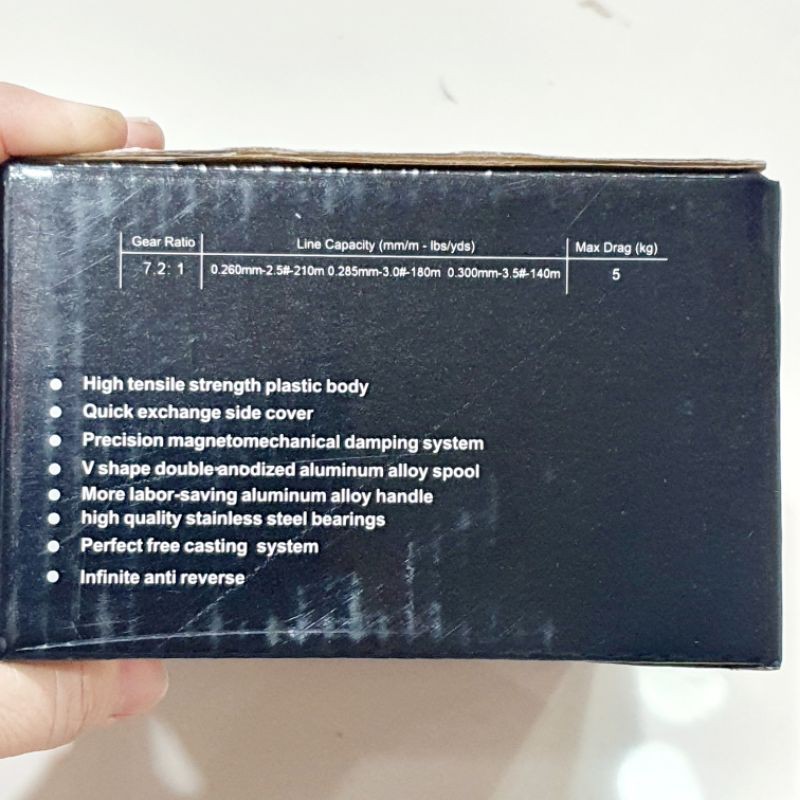 Gear Ratio Line Capacity (mm/m - lbs/yds) Max Drag (kg)
7.2: 1 0.260mm-2.5#-210m 0.285mm-3.0#-180m 0.300mm-3.5#-140m 5
High tensile strength plastic body
Quick exchange side cover
Precision magnetomechanical damping system
V shape double-anodized aluminum alloy spool
More labor-saving aluminum alloy handle
high quality stainless steel bearings
Perfect free casting system
Infinite anti reverse